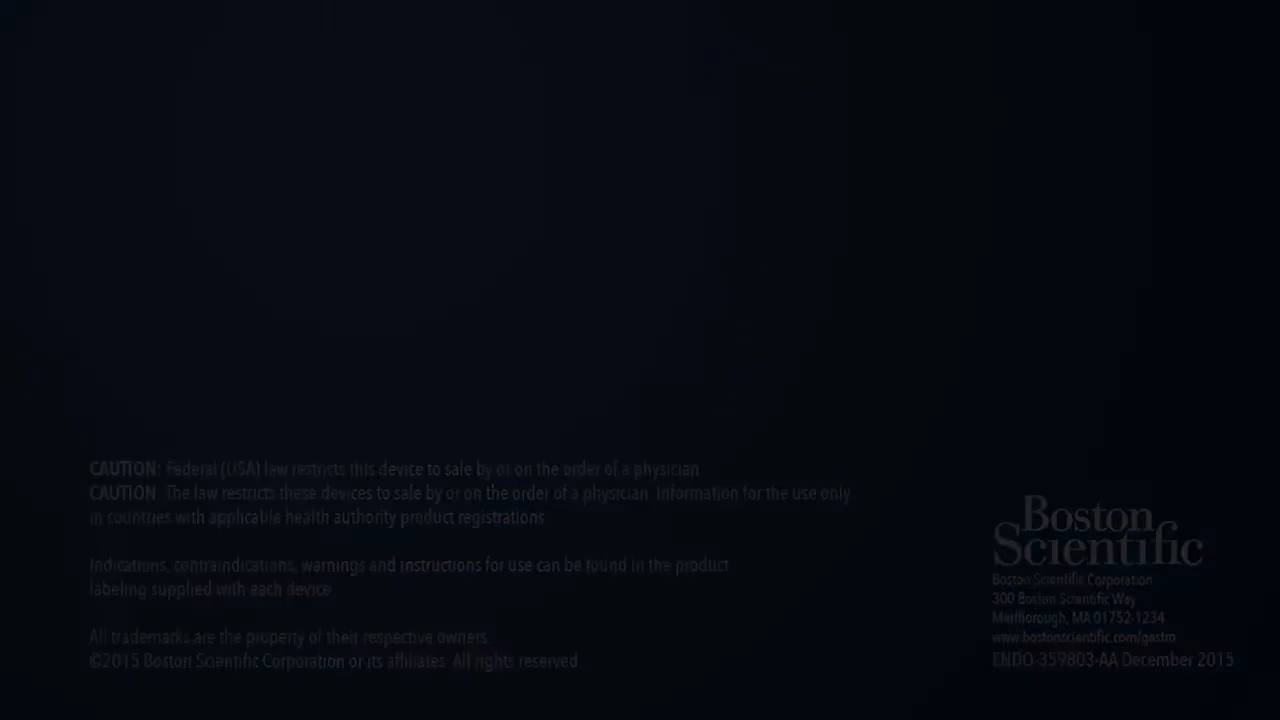 CAUTION: Federal (USA) law restricts this device to sale by or on the order of a physician
CAUTION: The law restricts these devices to sale by or on the order of a physician. Information for the use only
in countries with applicable health authority product registrations
Indications, contraindications, warnings and instructions for use can be found in the product
labeling supplied with each device
All trademarks are the property of their respective owners.
©2015 Boston Scientific Corporation or its affiliates. All rights reserved
Boston
Scientific
Boston Scientific Corporation
300 Boston Scientific Way
Marlborough, MA 01752-1234
www.bostonscientific.com/gastro
ENDO-359803-AA December 2015